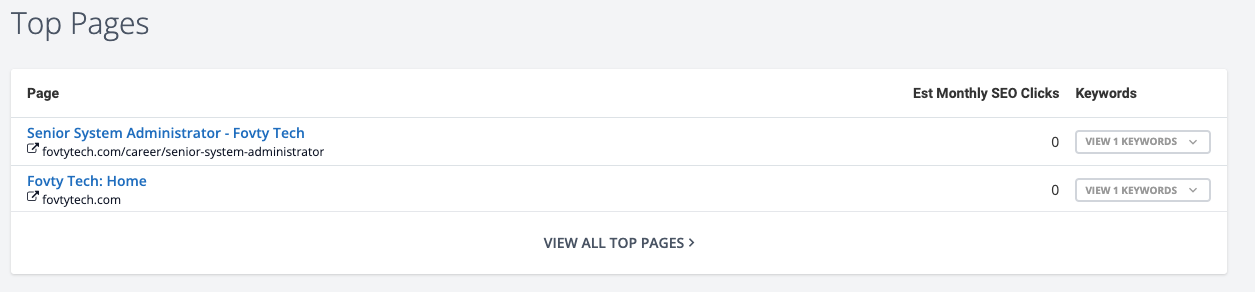 Top Pages
Page Est Monthly SEO Clicks Keywords
Senior System Administrator - Fovty Tech
fovtytech.com/career/senior-system-administrator
0 VIEW 1 KEYWORDS
Fovty Tech: Home
fovtytech.com
0 VIEW 1 KEYWORDS
VIEW ALL TOP PAGES >